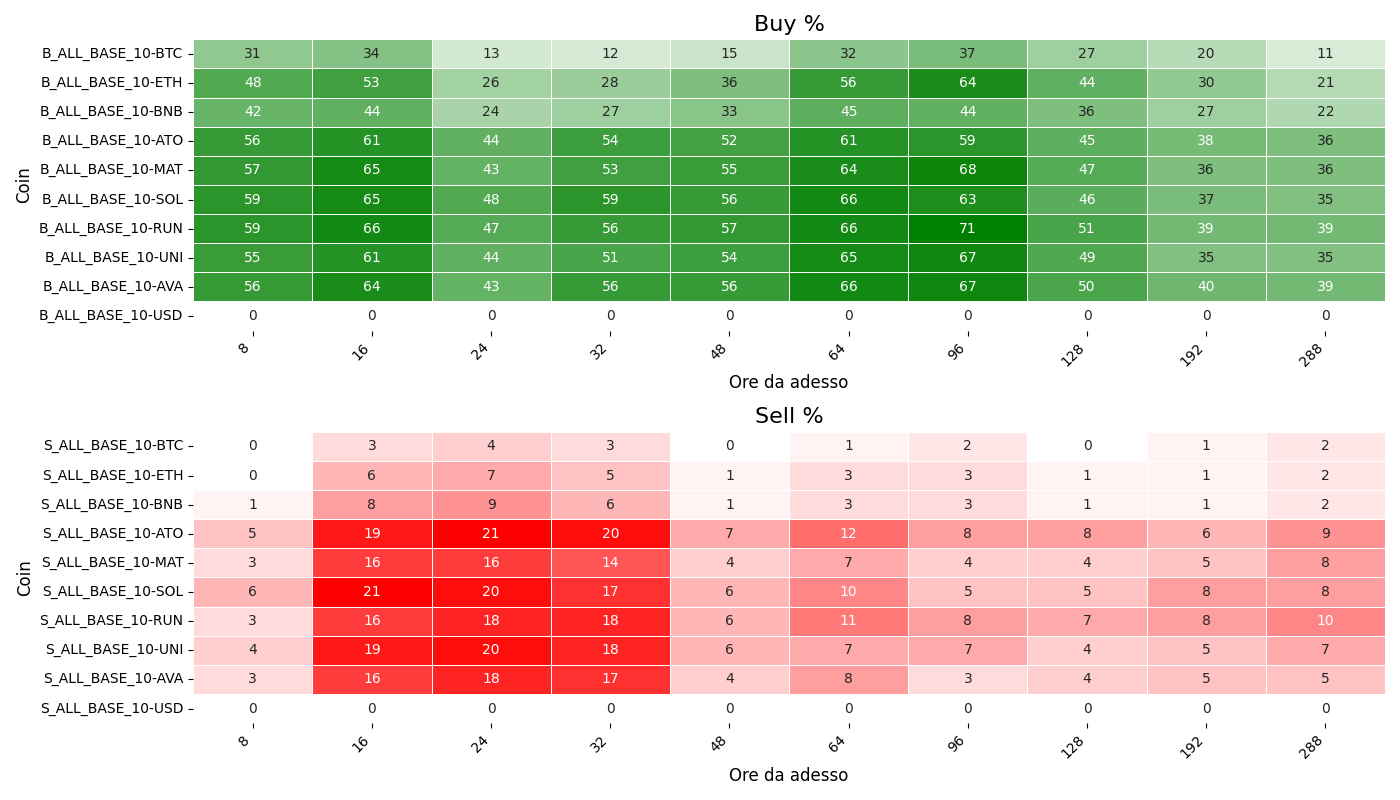 Buy %
Coin
B_ALL_BASE_10-BTC 31 34 13 12 15 32 37 27 20 11
B_ALL_BASE_10-ETH 48 53 26 28 36 56 64 44 30 21
B_ALL_BASE_10-BNB 42 44 24 27 33 45 44 36 27 22
B_ALL_BASE_10-ATO 56 61 44 54 52 61 59 45 38 36
B_ALL_BASE_10-MAT 57 65 43 53 55 64 68 47 36 36
B_ALL_BASE_10-SOL 59 65 48 59 56 66 63 46 37 35
B_ALL_BASE_10-RUN 59 66 47 56 57 66 71 51 39 39
B_ALL_BASE_10-UNI 55 61 44 51 54 65 67 49 35 35
B_ALL_BASE_10-AVA 56 64 43 56 56 66 67 50 40 39
B_ALL_BASE_10-USD 0 0 0 0 0 0 0 0 0 0
8 16 24 32 48 64 96 128 192 288
Ore da adesso
Sell %
Coin
S_ALL_BASE_10-BTC 0 3 4 3 0 1 2 0 1 2
S_ALL_BASE_10-ETH 0 6 7 5 1 3 3 1 1 2
S_ALL_BASE_10-BNB 1 8 9 6 1 3 3 1 1 2
S_ALL_BASE_10-ATO 5 19 21 20 7 12 8 8 6 9
S_ALL_BASE_10-MAT 3 16 16 14 4 7 4 4 5 8
S_ALL_BASE_10-SOL 6 21 20 17 6 10 5 5 8 8
S_ALL_BASE_10-RUN 3 16 18 18 6 11 8 7 8 10
S_ALL_BASE_10-UNI 4 19 20 18 6 7 7 4 5 7
S_ALL_BASE_10-AVA 3 16 18 17 4 8 3 4 5 5
S_ALL_BASE_10-USD 0 0 0 0 0 0 0 0 0 0
8 16 24 32 48 64 96 128 192 288
Ore da adesso